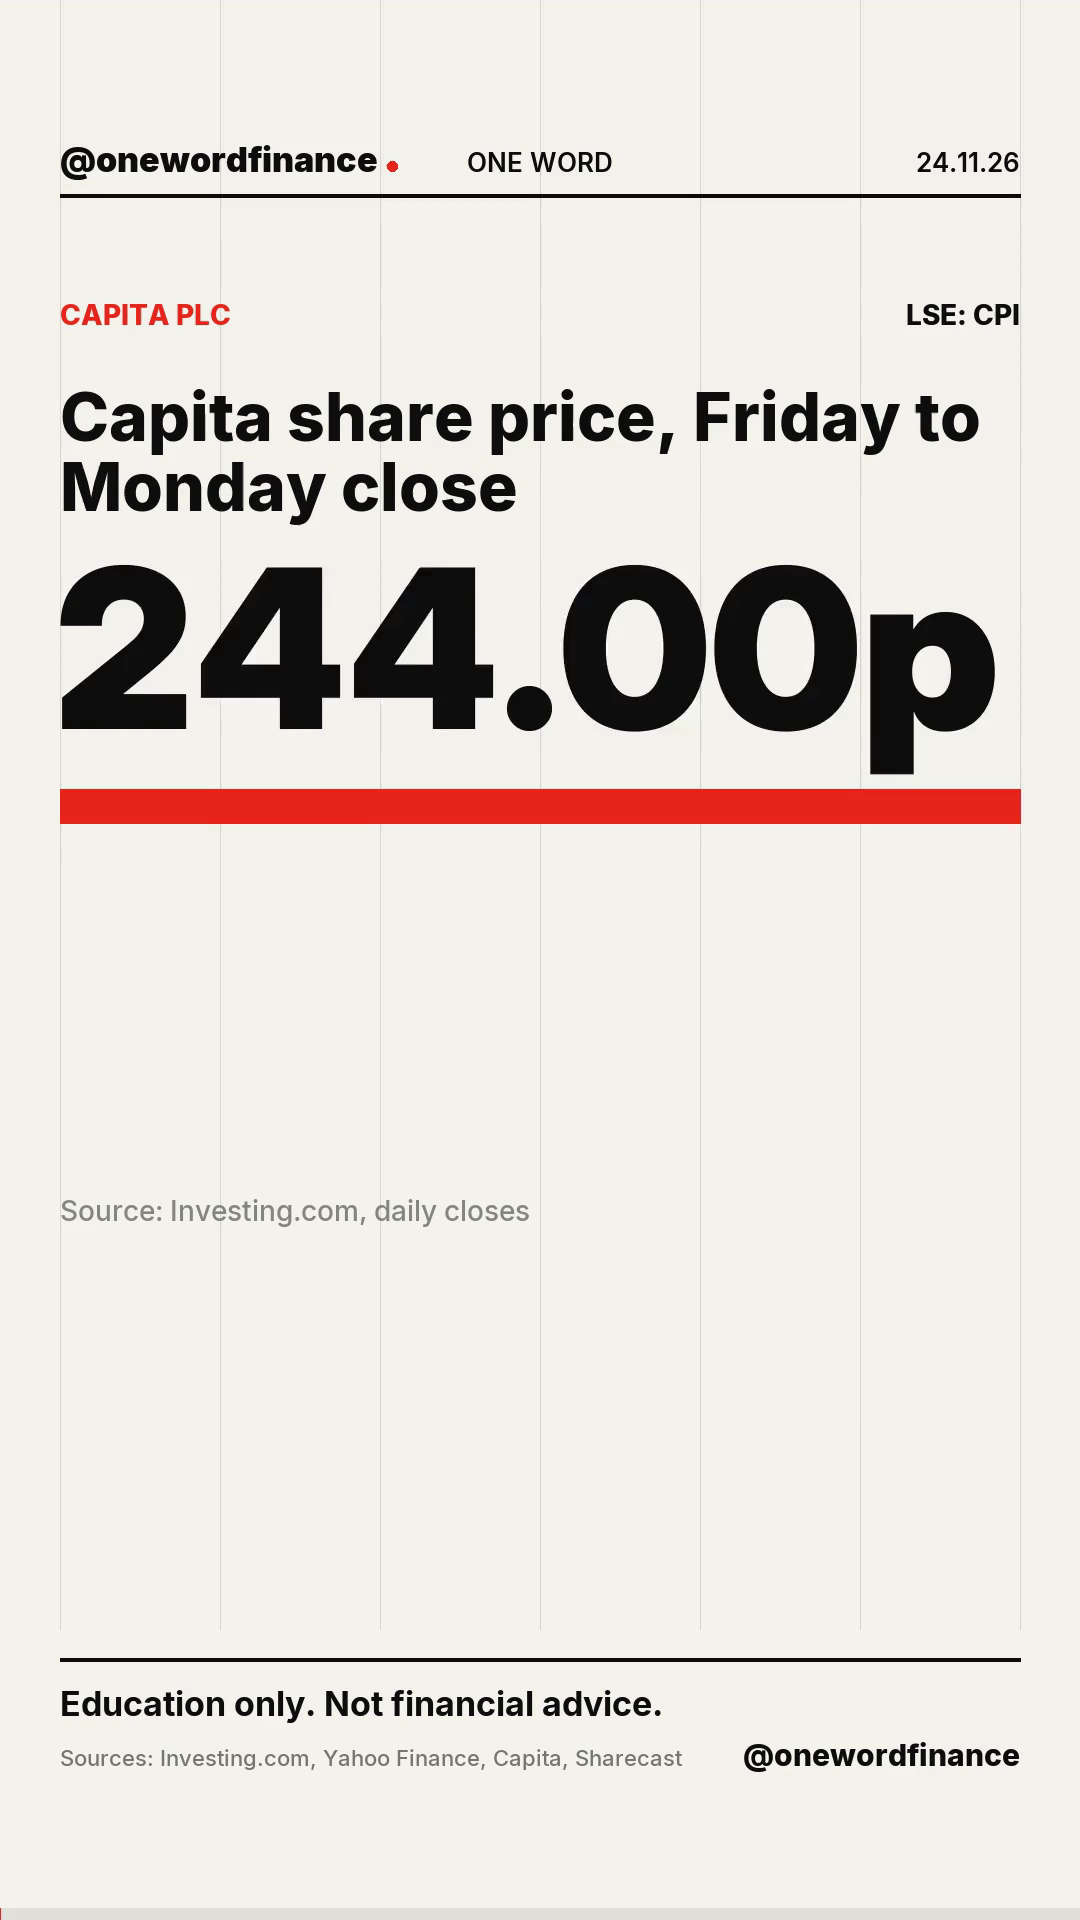 @onewordfinance
ONE WORD
24.11.26
CAPITA PLC
LSE: CPI
Capita share price, Friday to
Monday close
244.00p
Source: Investing.com, daily closes
Education only. Not financial advice.
Sources: Investing.com, Yahoo Finance, Capita, Sharecast
@onewordfinance